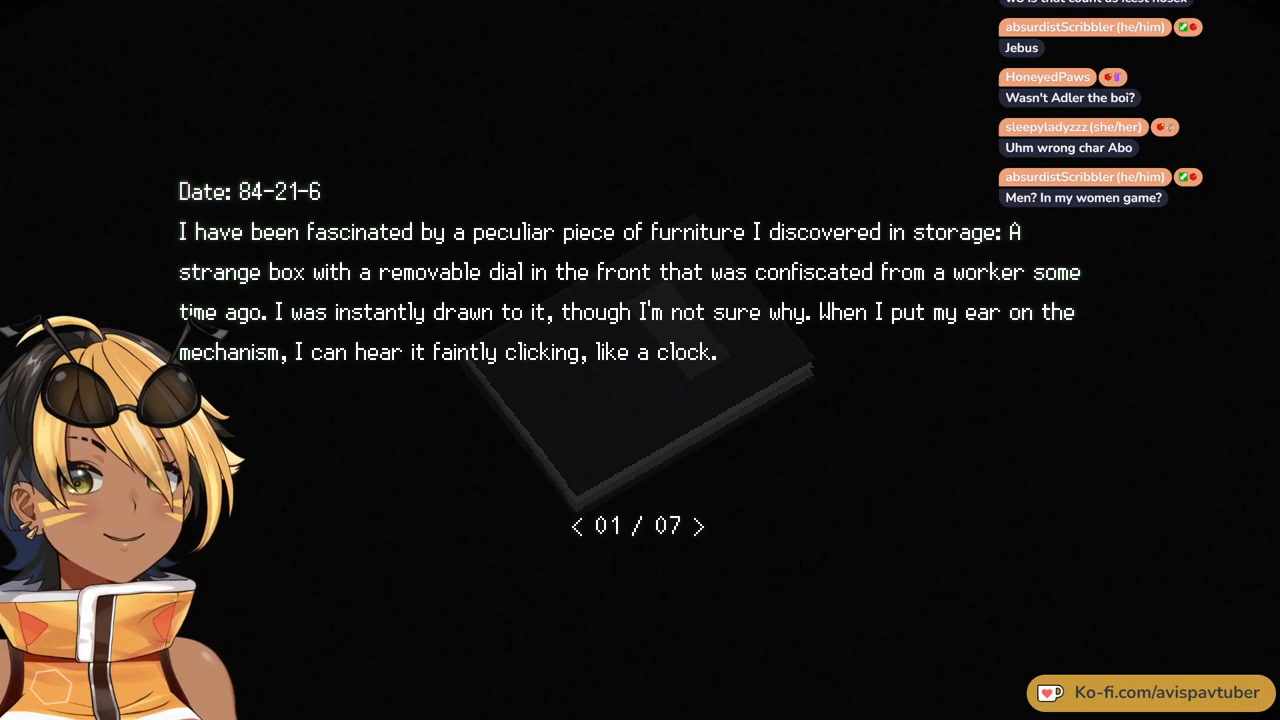 absurdistScribbler (he/him)
Jebus
HoneyedPaws
Wasn't Adler the boi?
sleepyladyzzz (she/her)
Uhm wrong char Abo
absurdistScribbler (he/him)
Men? In my women game?
Date: 84-21-6
I have been fascinated by a peculiar piece of furniture I discovered in storage: A
strange box with a removable dial in the front that was confiscated from a worker some
time ago. I was instantly drawn to it, though I'm not sure why. When I put my ear on the
mechanism, I can hear it faintly clicking, like a clock.
< 01 / 07 >
Ko-fi.com/avispavtuber